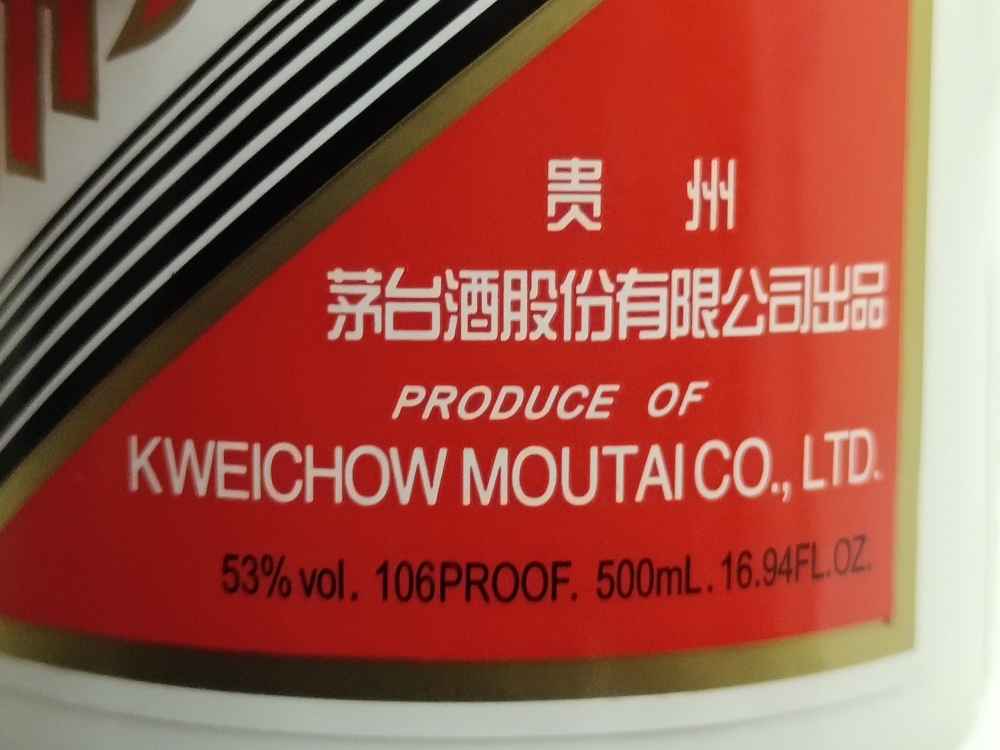 贵 州
茅台酒股份有限公司出品
PRODUCE OF
KWEICHOW MOUTAI CO., LTD.
53% vol. 106PROOF. 500mL. 16.94FL.OZ.